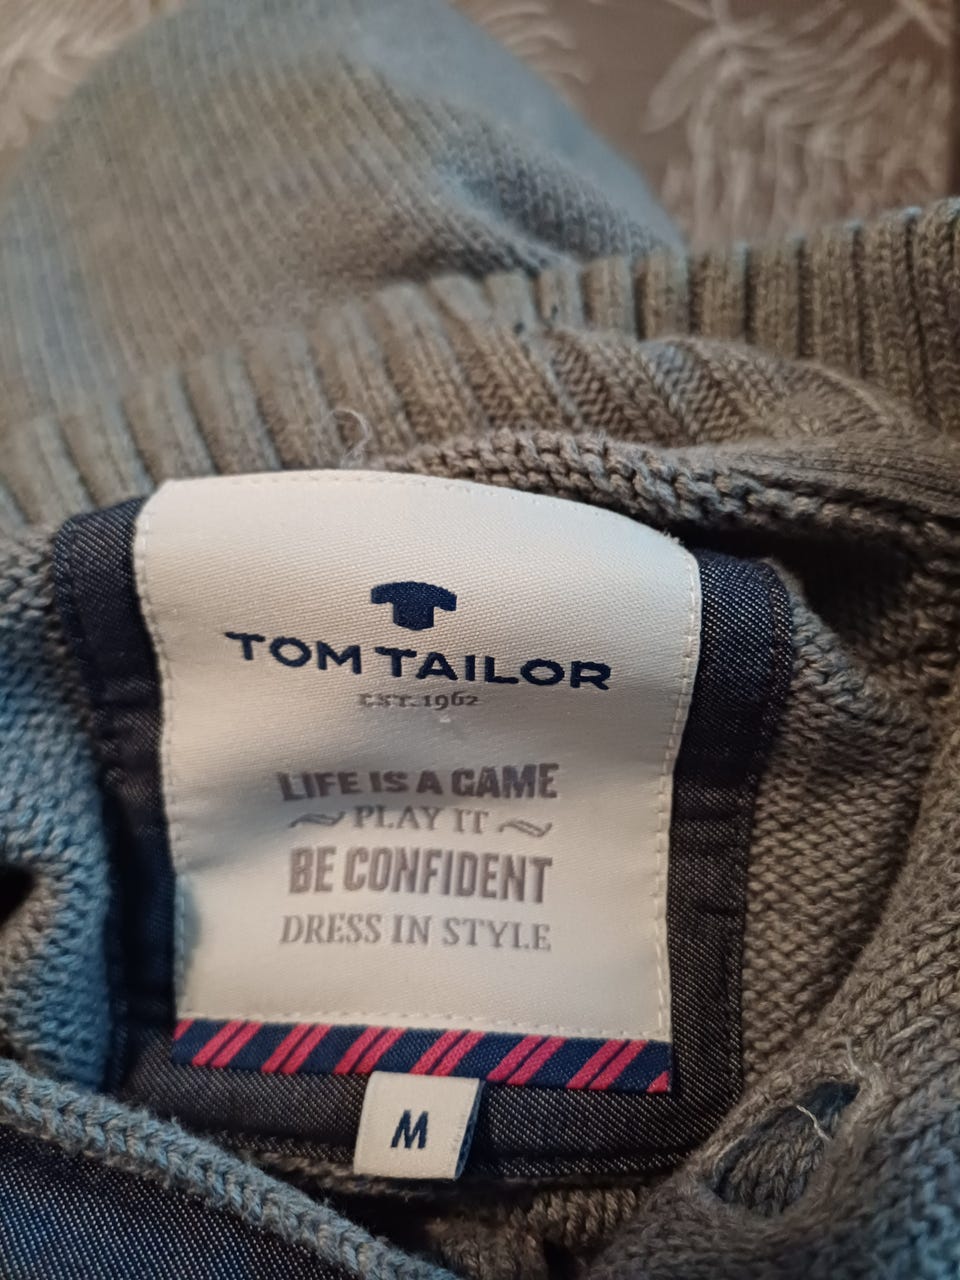 TOM TAILOR
EST. 1962
LIFE IS A GAME
PLAY IT
BE CONFIDENT
DRESS IN STYLE
M